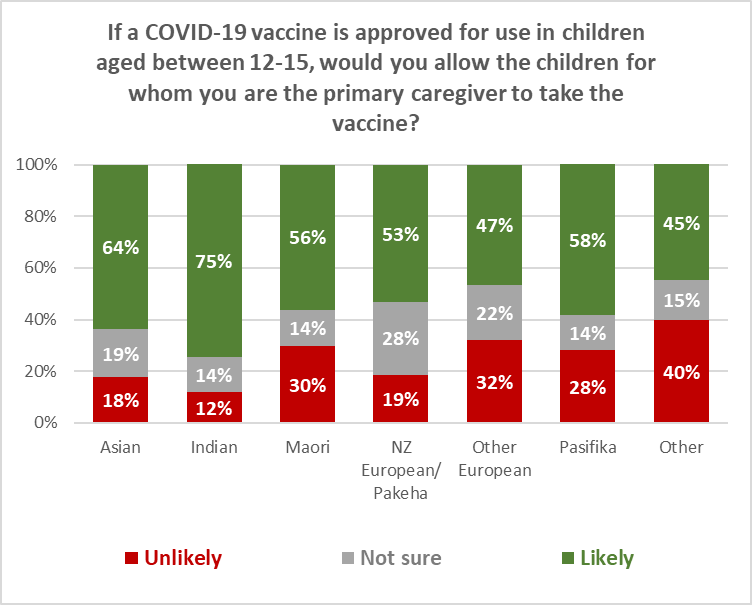 If a COVID-19 vaccine is approved for use in children
aged between 12-15, would you allow the children for
whom you are the primary caregiver to take the
vaccine?
100%
80%
60%
40%
20%
0%
64% 75% 56% 53% 47% 58% 45%
19% 14% 14% 28% 22% 14% 15%
18% 12% 30% 19% 32% 28% 40%
Asian Indian Maori NZ Other Pasifika Other
European/ European
Pakeha
Unlikely Not sure Likely